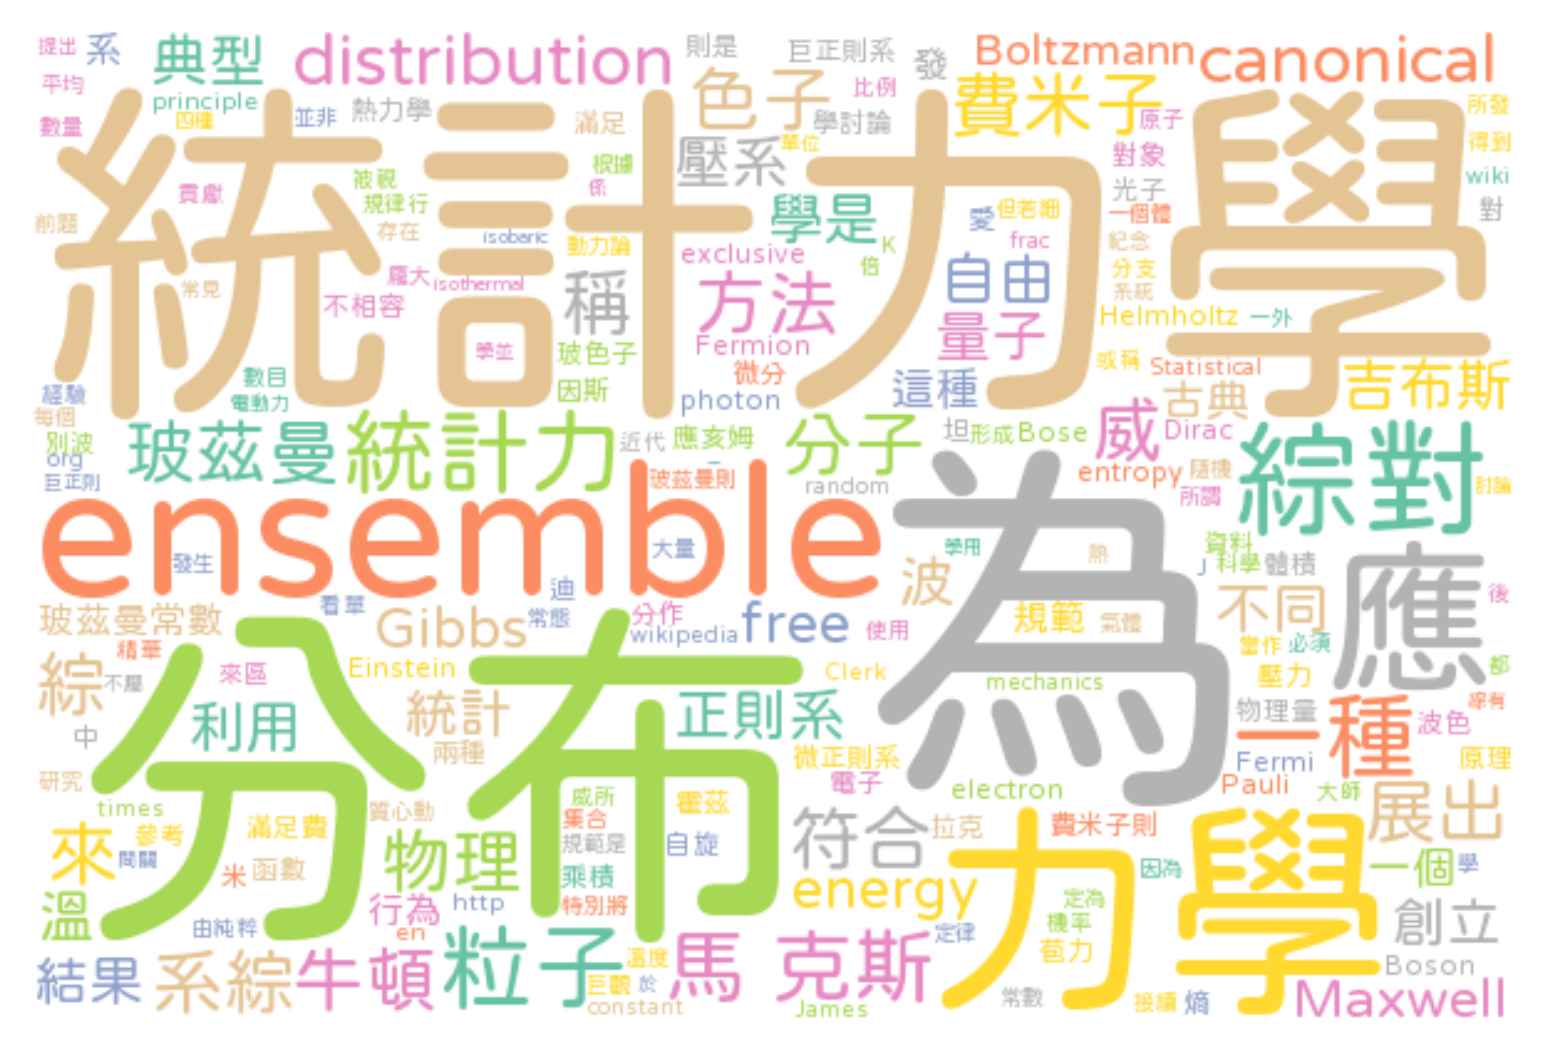 提出
系
典型
distribution
則是
巨正則系
發
Boltzmann
canonical
平均
principle
色子
比例
費米子
所發
數量
四種
並非
熱力學
滿足
學討論
原子
得到
統計力學
壓系
單位
對象
根據
係
被視
貢獻
規律行
光子
wiki
對
前題
存在
isobaric
動力論
學是
愛
但若細
一個體
exclusive
K
倍
frac
紀念
分支
系統
常見
龐大
isothermal
不相容
稱
方法
自由
量子
Helmholtz
一外
學並
玻色子
Fermion
微分
或稱
Statistical
因斯
photon
這種
古典
吉布斯
經驗
數目
電動力
每個
別波
org
巨正則
玻茲曼
統計力
近代
應亥姆
分子
坦
形成
Bose
威
Dirac
綜
對
entropy
隨機
所謂
討論
玻茲曼則
random
ensemble
為
發生
大量
學用
熱
資料
科學
體積
J
應
後
迪
波
不同
看單
玻茲曼常數
Gibbs
常態
分作
wikipedia
free
使用
規範
氣體
當作
必須
精華
綜
不屬
來區
Einstein
Clerk
mechanics
壓力
都
分布
利用
統計
正則系
物理量
一種
波色
中
兩種
微正則系
Fermi
原理
研究
電子
electron
Pauli
大師
times
質心動
威所
霍茲
展出
來
參考
滿足費
集合
符合
拉克
費米子則
力學
問關
物理
規範是
自旋
米
函數
乘積
energy
因為
一個
學
溫
行為
http
特別將
定為
機率
創立
由純粹
en
定律
苞力
結果
系綜
牛頓
粒子
溫度
巨觀
於
馬
克斯
Boson
constant
James
常數
接續
熵
Maxwell